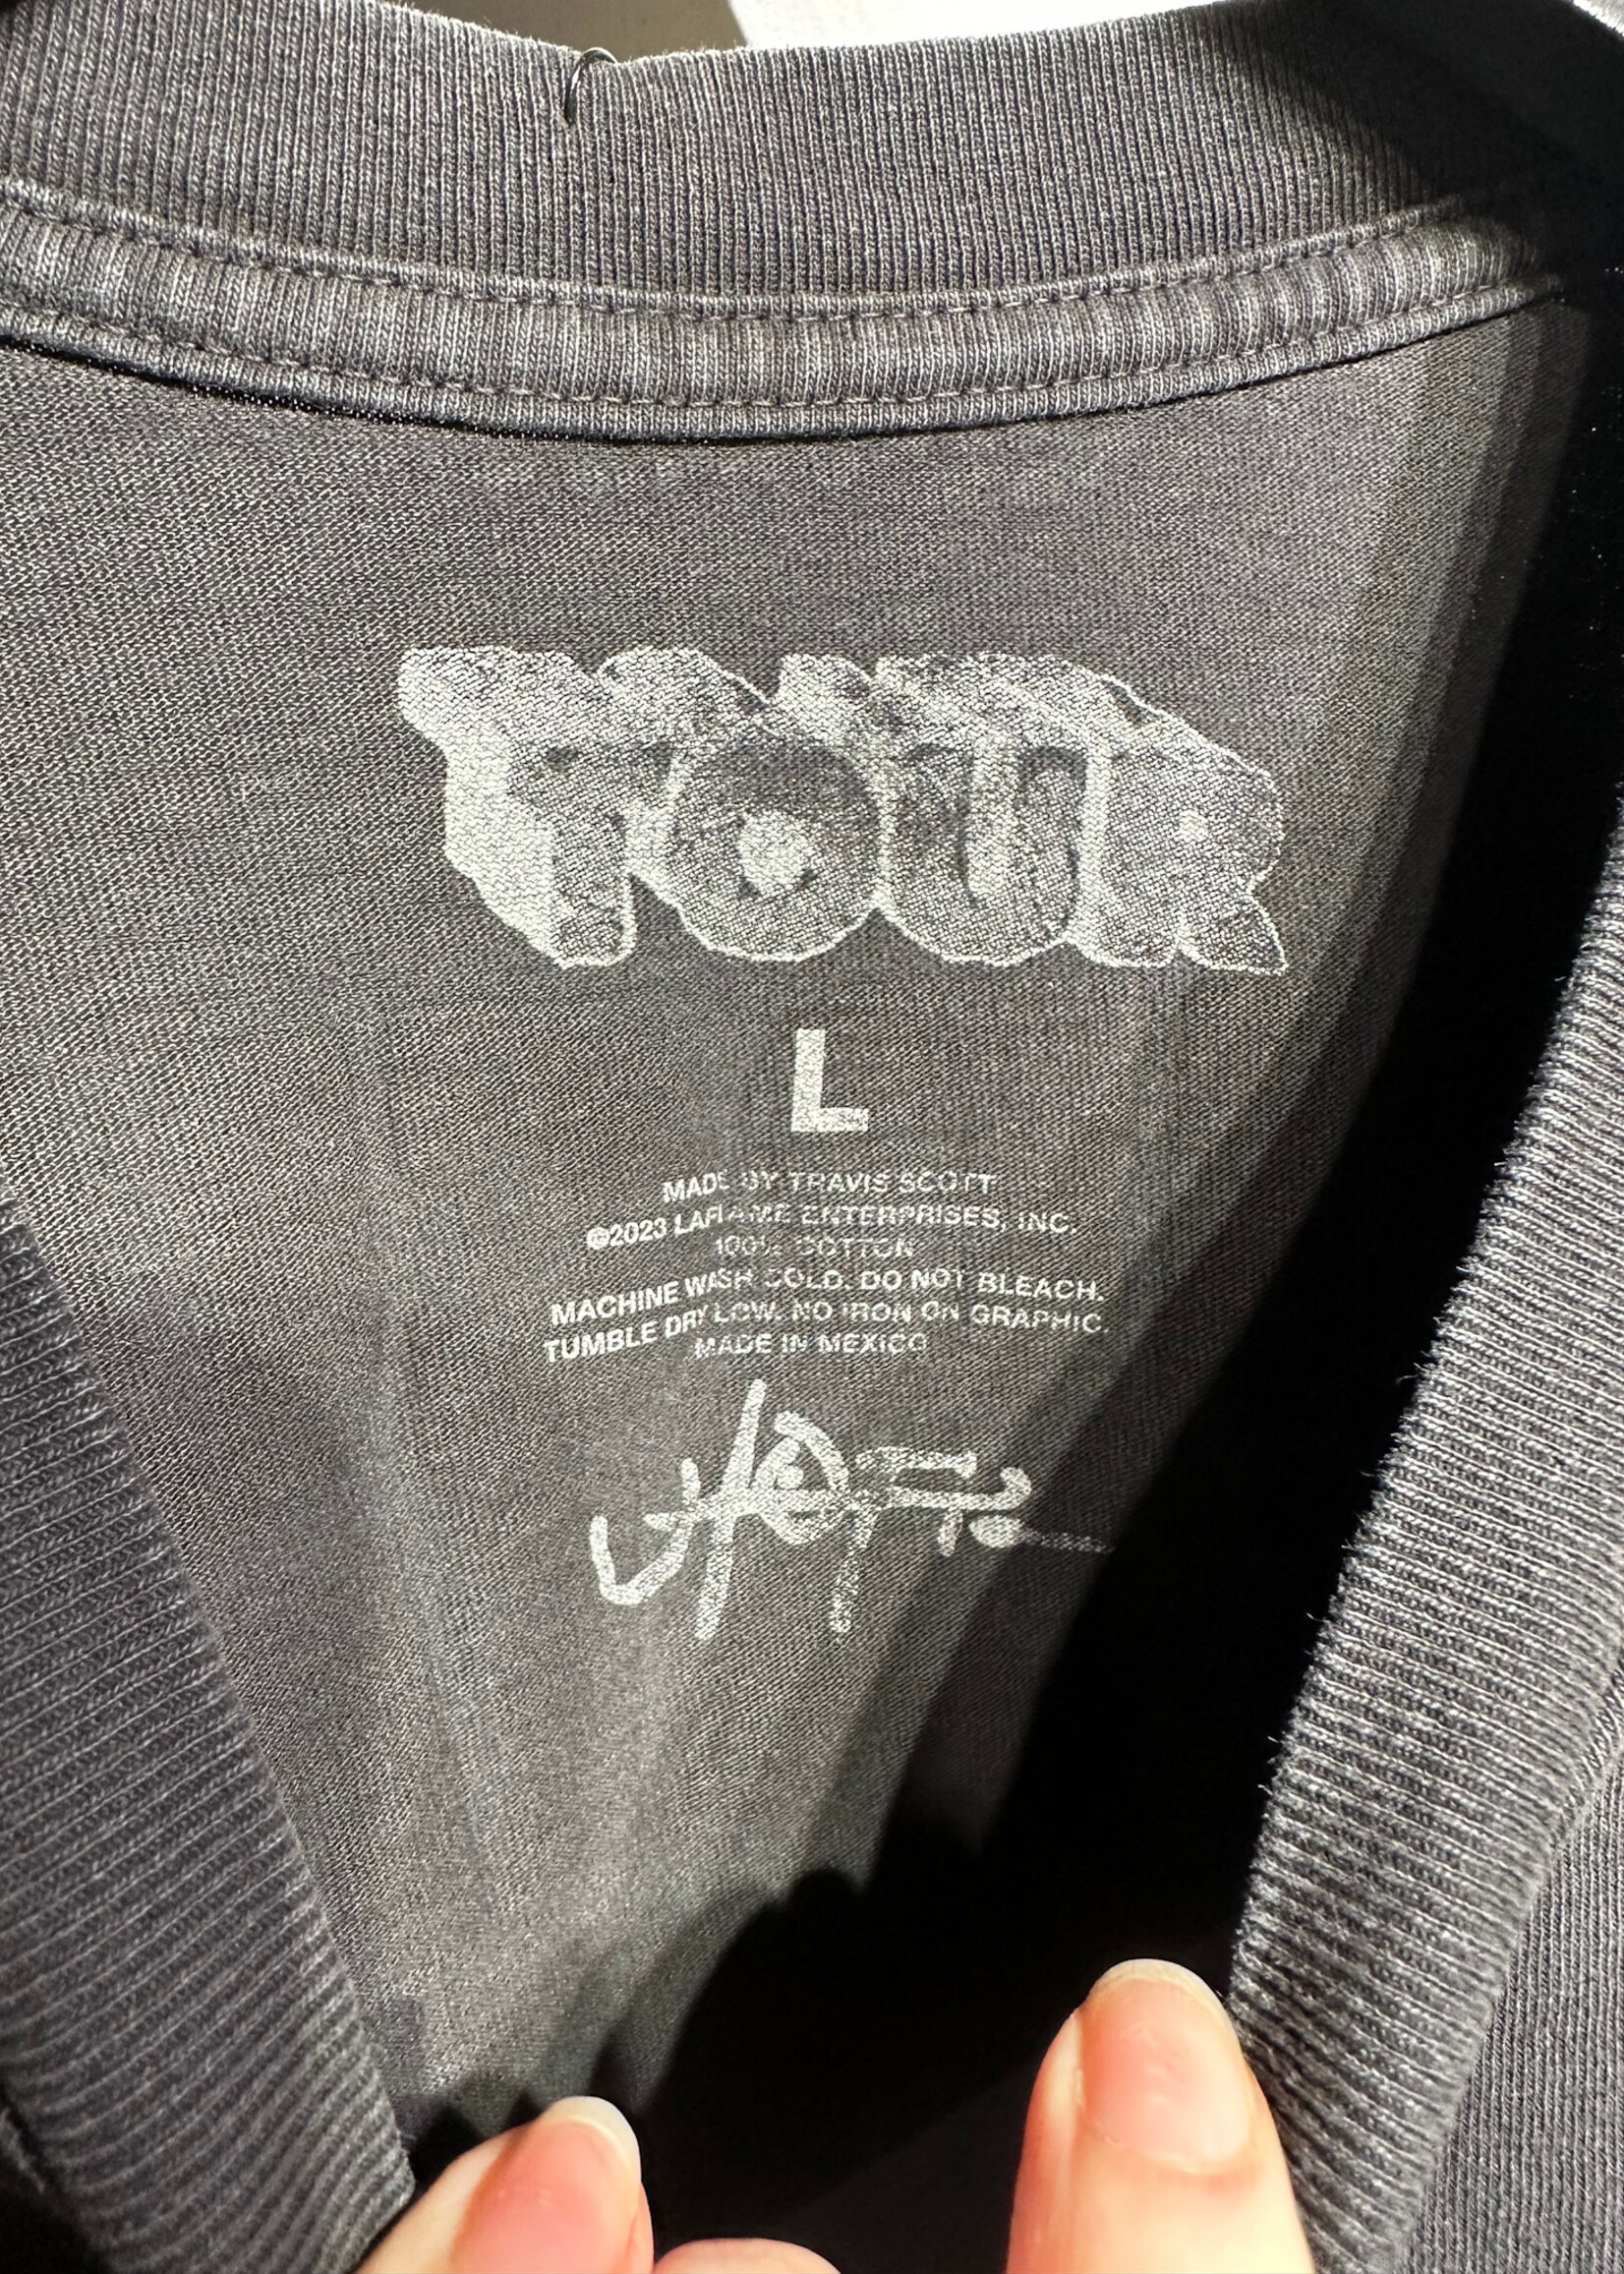 TOUR
L
MADE BY TRAVIS SCOTT
©2023 LAFLAME ENTERPRISES, INC.
100% COTTON
MACHINE WASH COLD. DO NOT BLEACH.
TUMBLE DRY LOW. NO IRON ON GRAPHIC.
MADE IN MEXICO